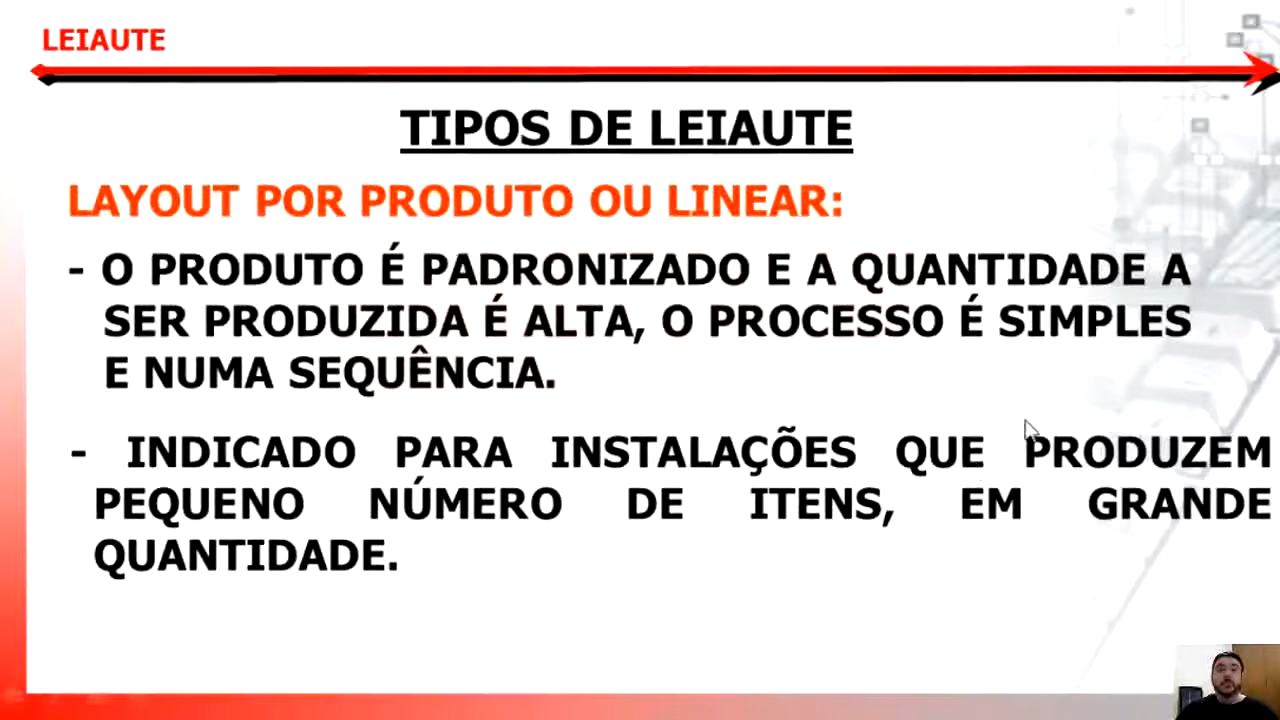 LEIAUTE
TIPOS DE LEIAUTE
LAYOUT POR PRODUTO OU LINEAR:
- O PRODUTO É PADRONIZADO E A QUANTIDADE A
SER PRODUZIDA É ALTA, O PROCESSO É SIMPLES
E NUMA SEQUÊNCIA.
- INDICADO PARA INSTALAÇÕES QUE PRODUZEM
PEQUENO NÚMERO DE ITENS, EM GRANDE
QUANTIDADE.